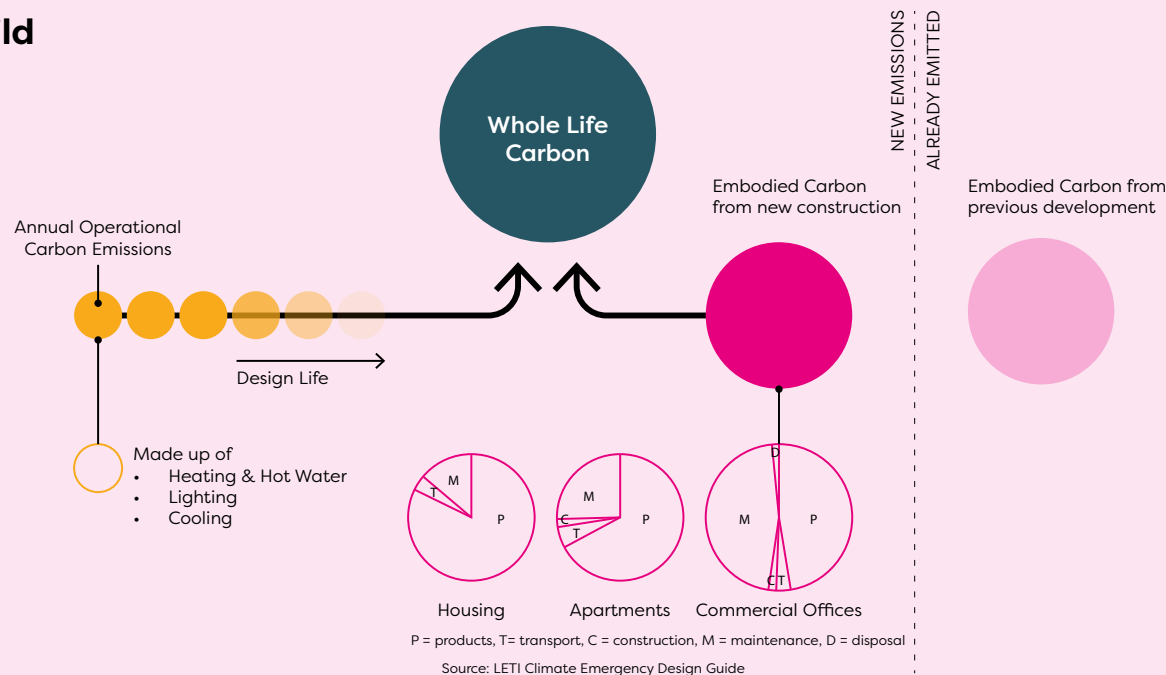 ld
Whole Life
Carbon
NEW EMISSIONS
ALREADY EMITTED
Embodied Carbon
from new construction
Embodied Carbon from
previous development
Annual Operational
Carbon Emissions
Design Life
Made up of
• Heating & Hot Water
• Lighting
• Cooling
M
T
P
M
C
T
P
D
M
P
C
T
Housing
Apartments
Commercial Offices
P = products, T= transport, C = construction, M = maintenance, D = disposal
Source: LETI Climate Emergency Design Guide